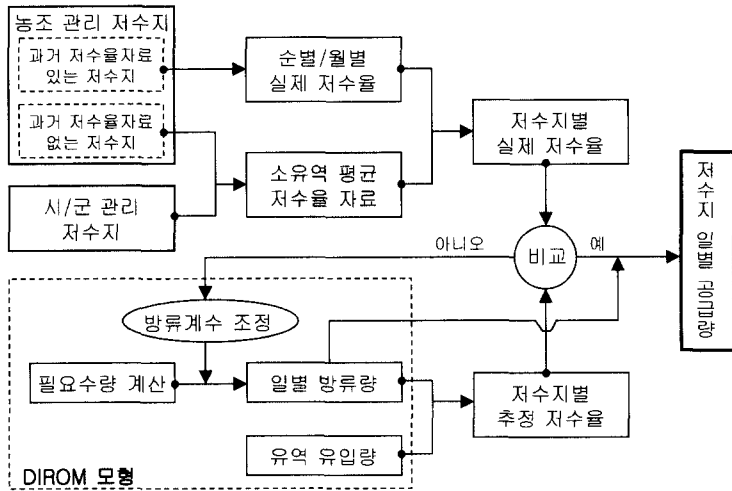 농조 관리 저수지
과거 저수율자료
있는 저수지
과거 저수율자료
없는 저수지
시/군 관리
저수지
순별/월별
실제 저수율
소유역 평균
저수율 자료
저수지별
실제 저수율
비교
아니오
예
저수지 일별 공급량
방류계수 조정
필요수량 계산
일별 방류량
유역 유입량
저수지별
추정 저수율
DIROM 모형